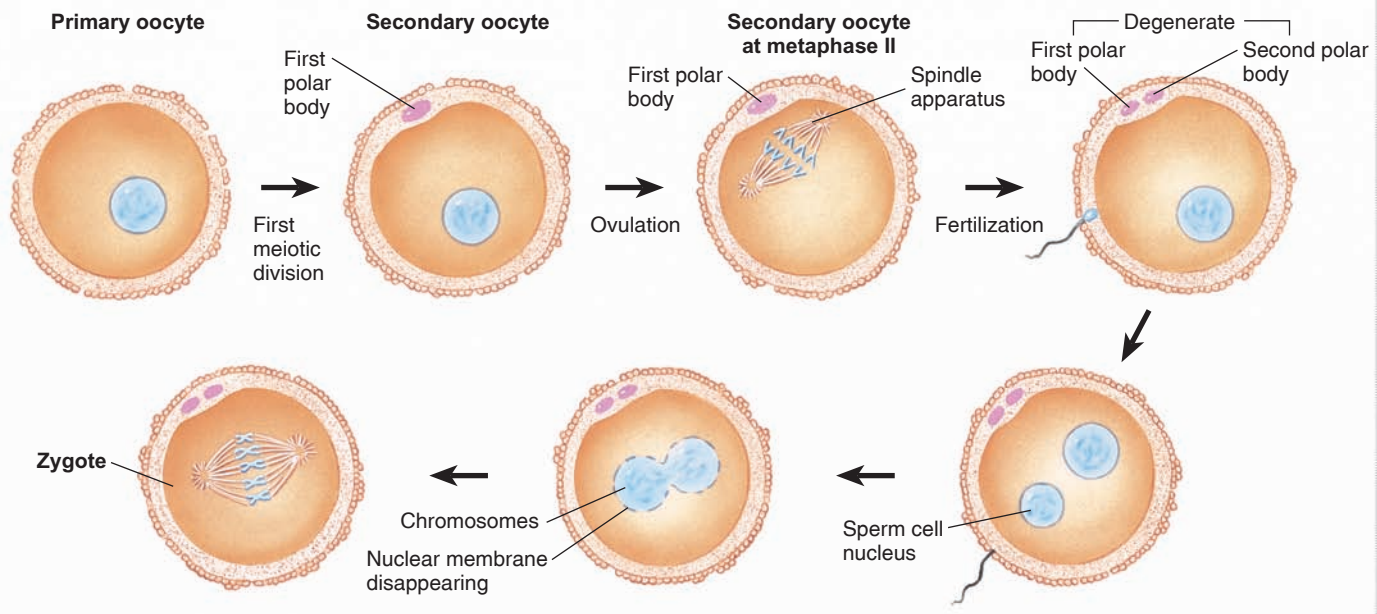 Primary oocyte
Secondary oocyte
Secondary oocyte
at metaphase II
Degenerate
First
polar
body
First polar
body
Spindle
apparatus
First polar
body
Second polar
body
First
meiotic
division
Ovulation
Fertilization
Zygote
Chromosomes
Nuclear membrane
disappearing
Sperm cell
nucleus